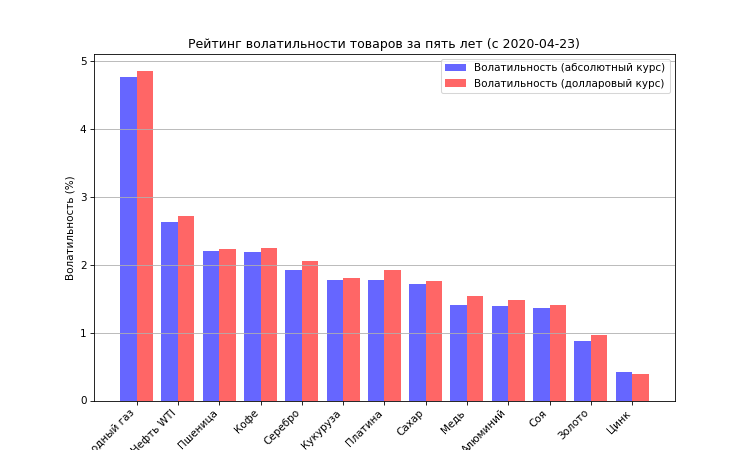 Рейтинг волатильности товаров за пять лет (с 2020-04-23)
Волатильность (абсолютный курс)
Волатильность (долларовый курс)
Волатильность (%)
5
4
3
2
1
0
одный газ
Нефть WTI
Пшеница
Кофе
Серебро
Кукуруза
Платина
Сахар
Медь
Алюминий
Соя
Золото
Цинк